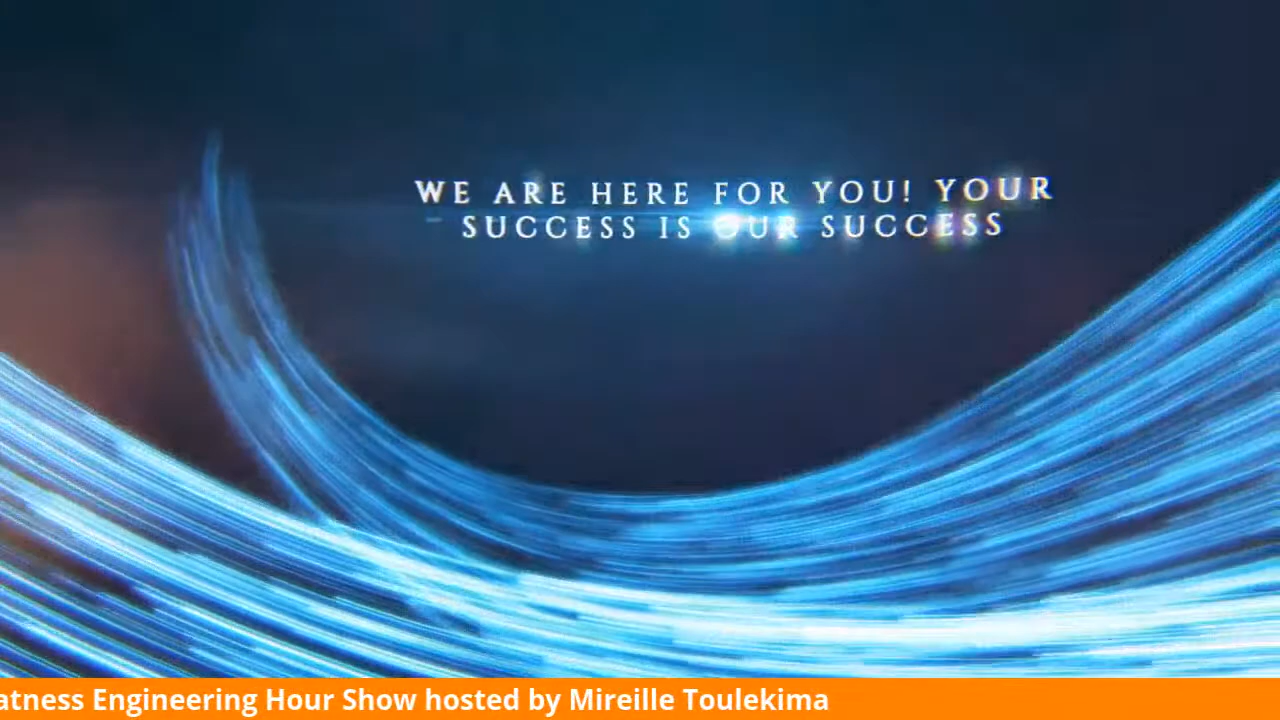 WE ARE HERE FOR YOU! YOUR
SUCCESS IS OUR SUCCESS
atness Engineering Hour Show hosted by Mireille Toulekima